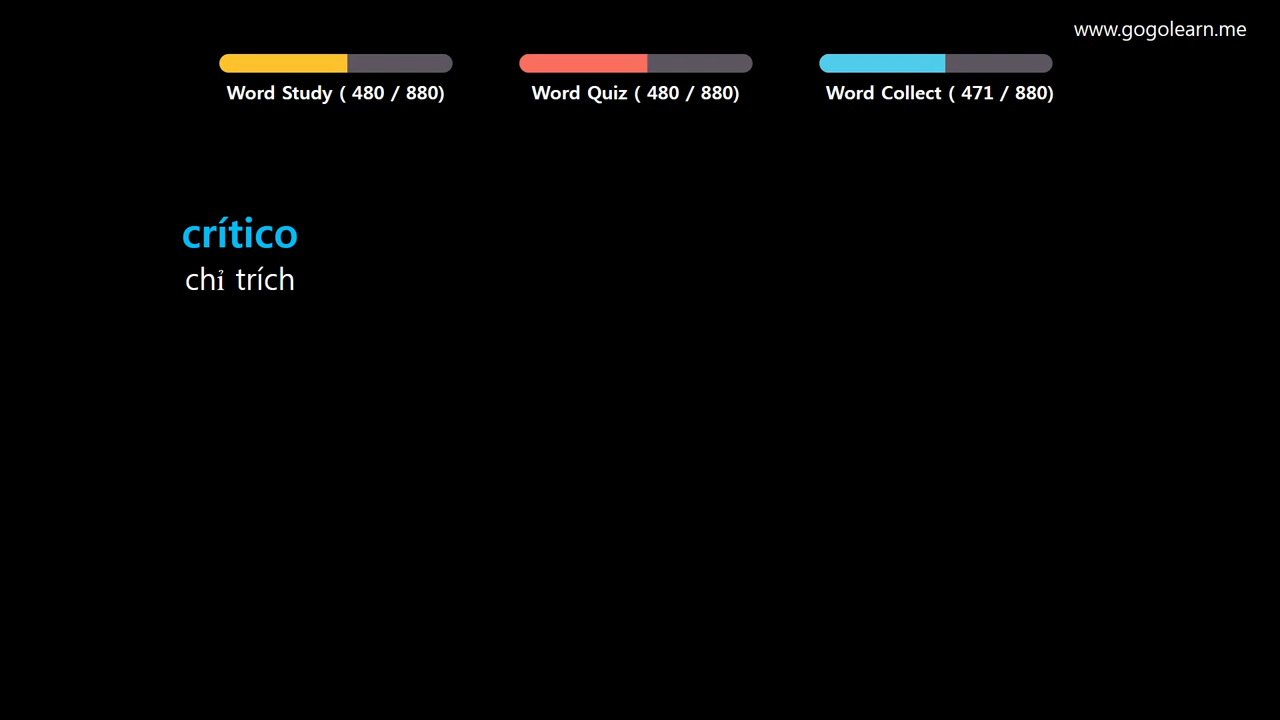 www.gogolearn.me
Word Study ( 480 / 880)
Word Quiz ( 480 / 880)
Word Collect ( 471 / 880)
crítico
chỉ trích